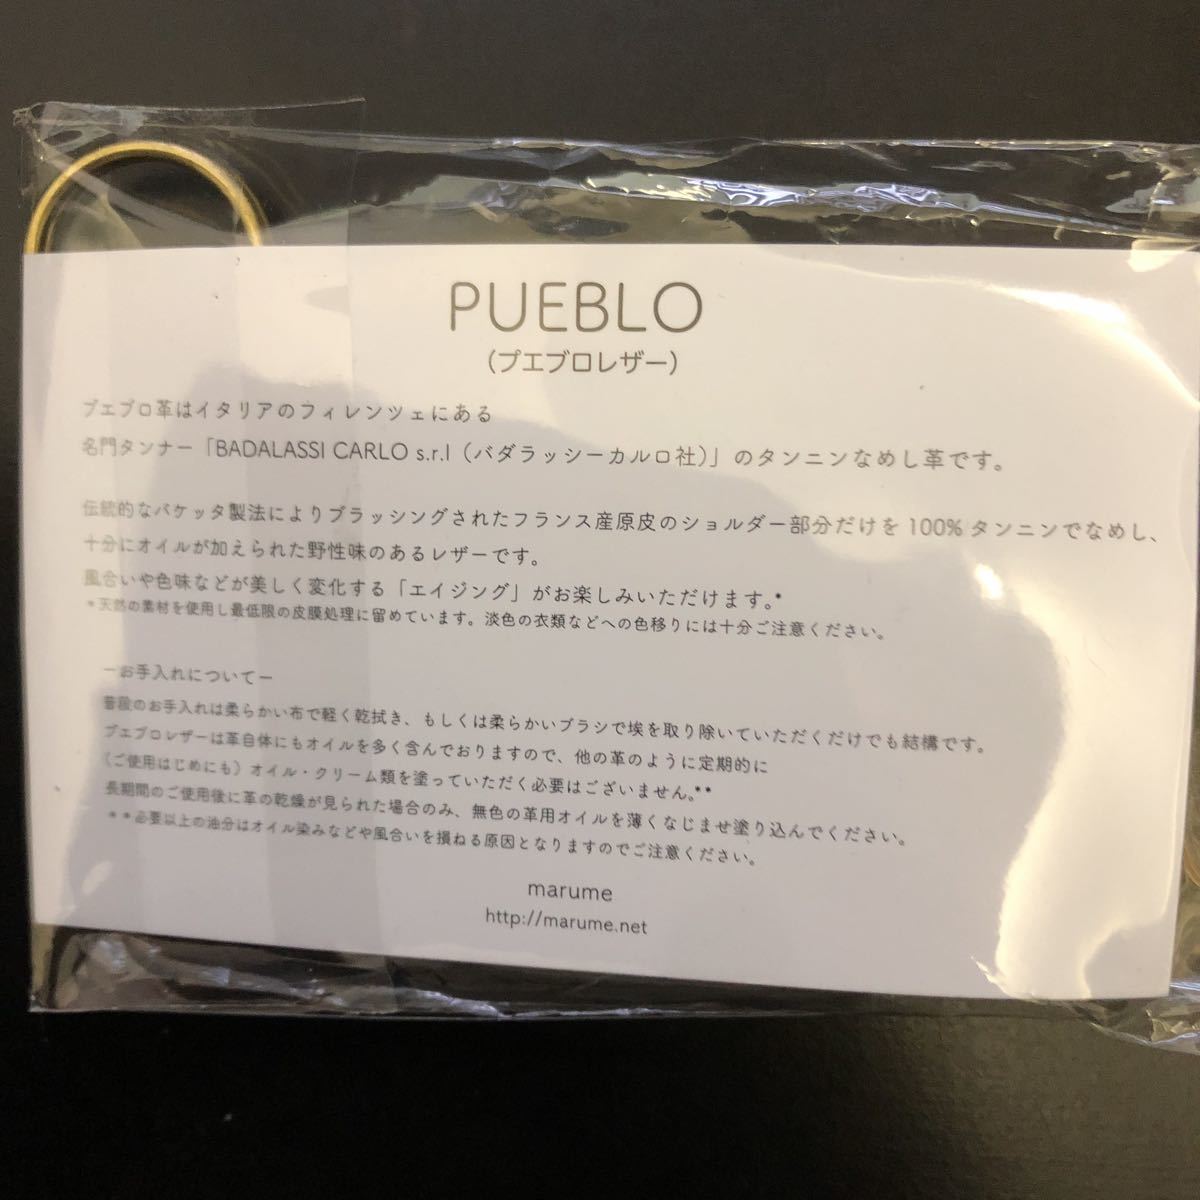 PUEBLO
（プエブロレザー）
プエブロ革はイタリアのフィレンツェにある
名門タンナー「BADALASSI CARLO s.r.l（バダラッシーカルロ社）」のタンニンなめし革です。
伝統的なバケッタ製法によりブラッシングされたフランス産原皮のショルダー部分だけを 100% タンニンでなめし、
十分にオイルが加えられた野性味のあるレザーです。
風合いや色味などが美しく変化する「エイジング」がお楽しみいただけます。*
*天然の素材を使用し最低限の皮膜処理に留めています。淡色の衣類などへの色移りには十分ご注意ください。
ーお手入れについてー
普段のお手入れは柔らかい布で軽く乾拭き、もしくは柔らかいブラシで埃を取り除いていただくだけでも結構です。
プエブロレザーは革自体にもオイルを多く含んでおりますので、他の革のように定期的に
（ご使用はじめにも）オイル・クリーム類を塗っていただく必要はございません。**
長期間のご使用後に革の乾燥が見られた場合のみ、無色の革用オイルを薄くなじませ塗り込んでください。
**必要以上の油分はオイル染みなどや風合いを損ねる原因となりますのでご注意ください。
marume
http://marume.net